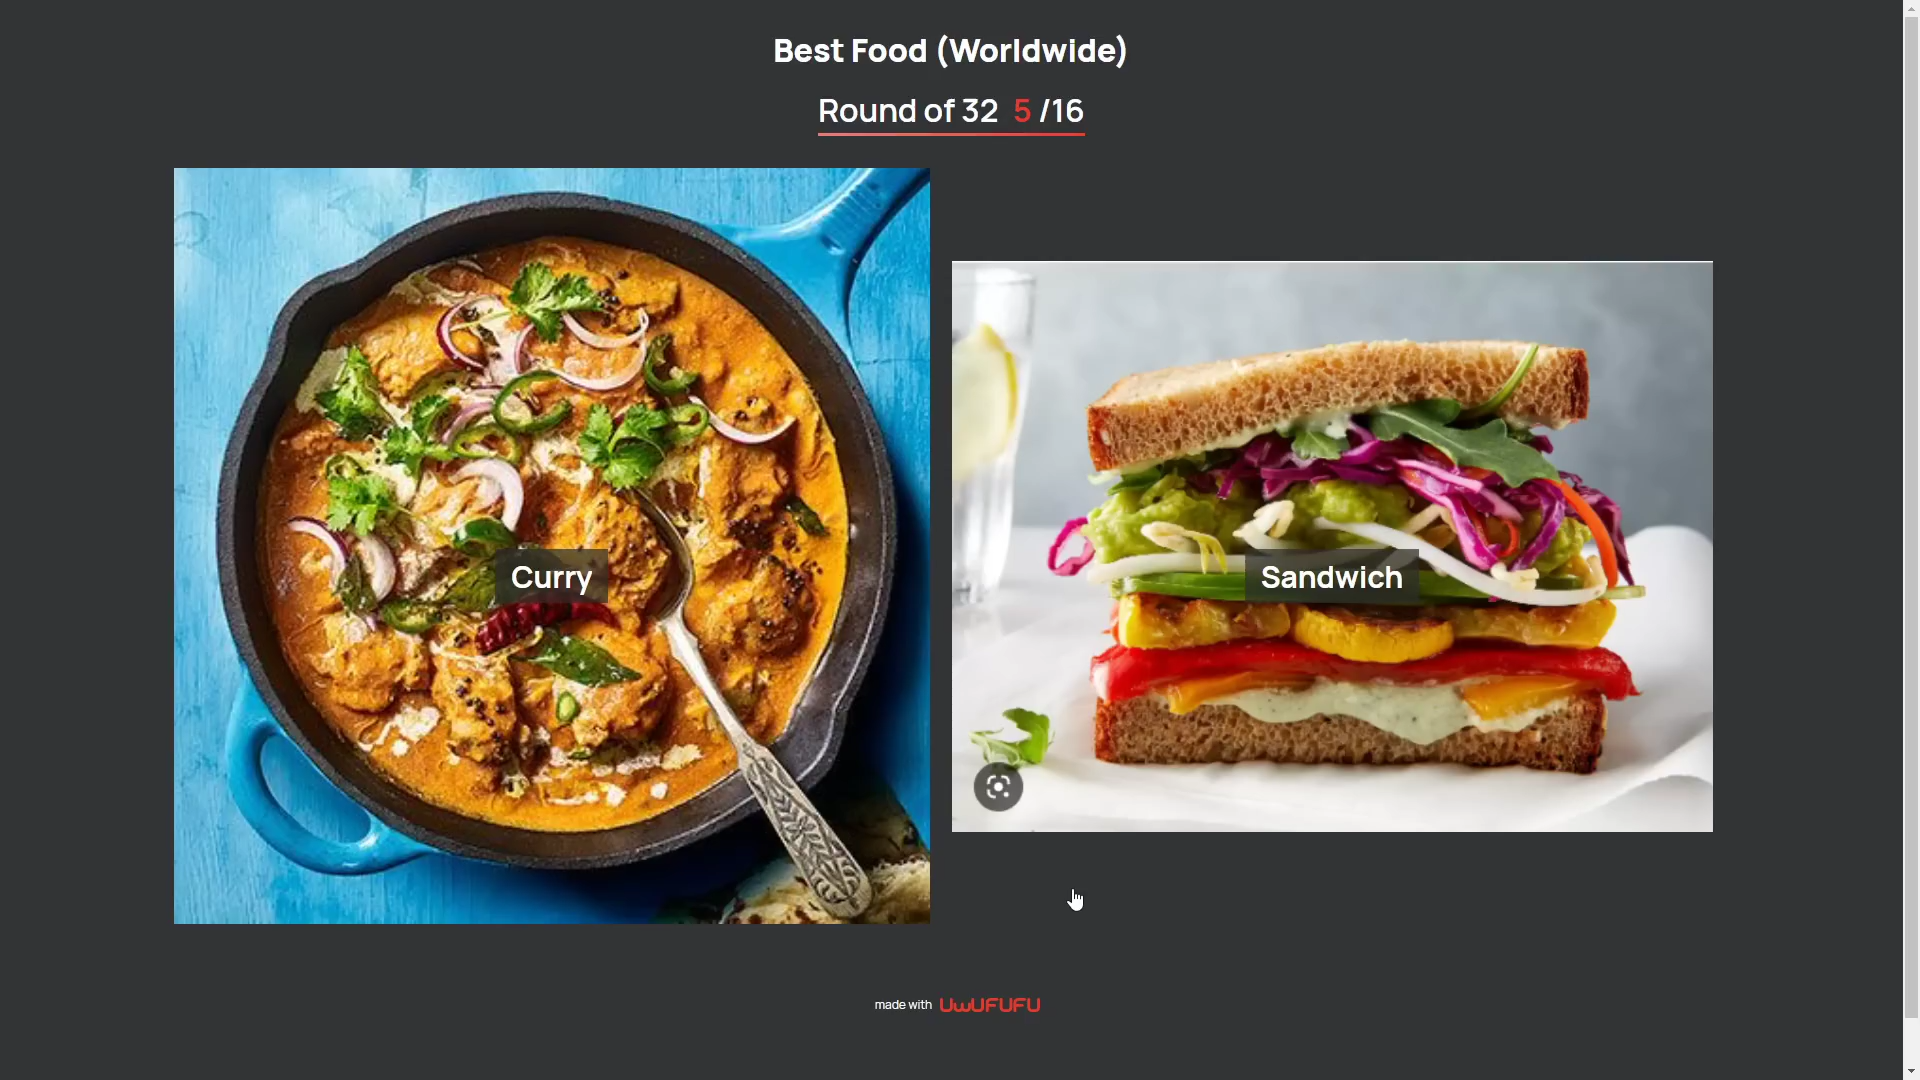 Best Food (Worldwide)
Round of 32 5 /16
Curry
Sandwich
made with UwUFUFU